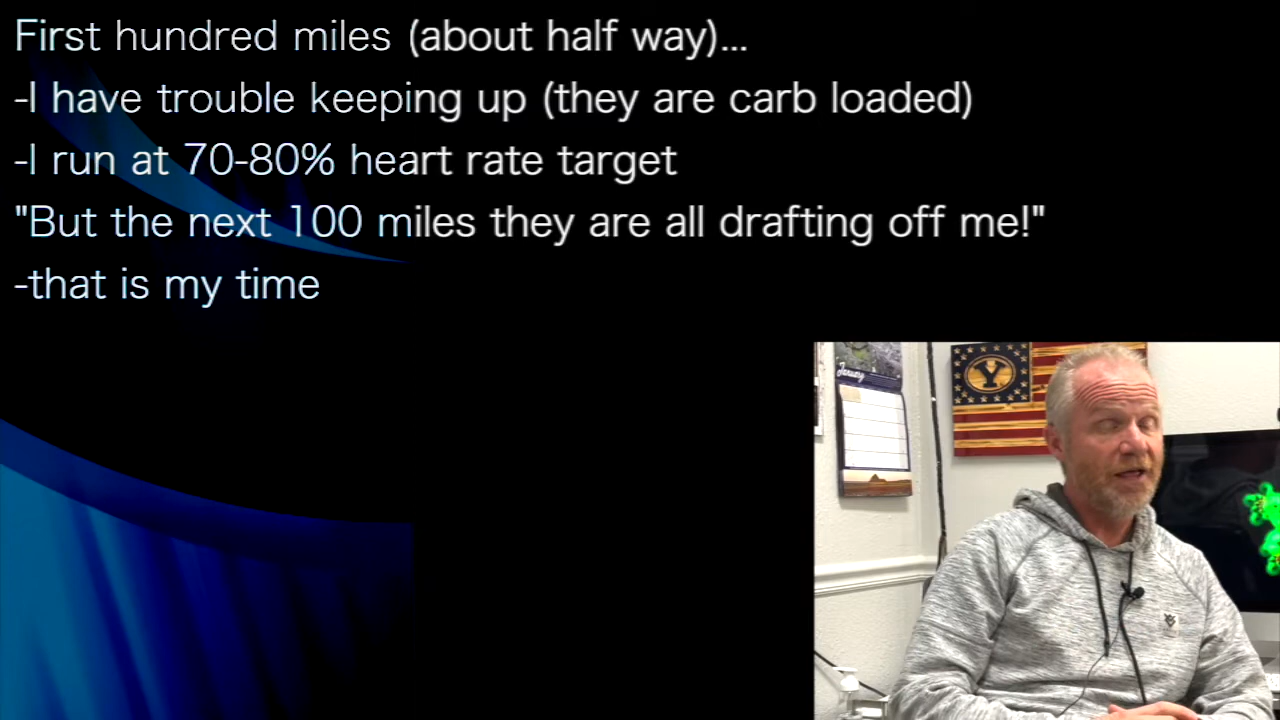 First hundred miles (about half way)...
-I have trouble keeping up (they are carb loaded)
-I run at 70-80% heart rate target
"But the next 100 miles they are all drafting off me!"
-that is my time
January
Y